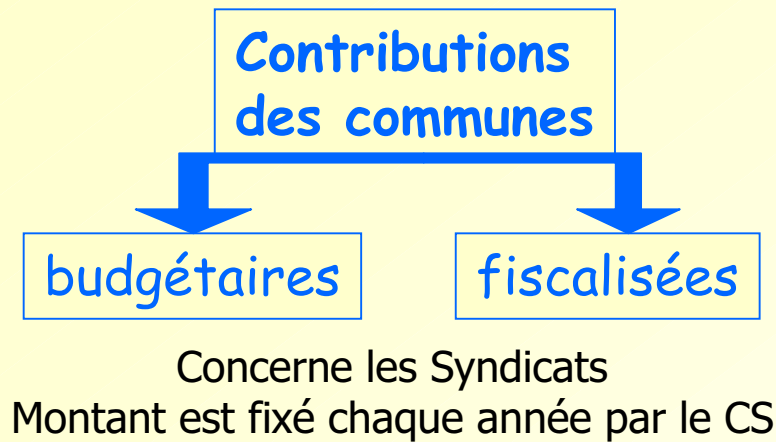 Contributions
des communes
budgétaires
fiscalisées
Concerne les Syndicats
Montant est fixé chaque année par le CS